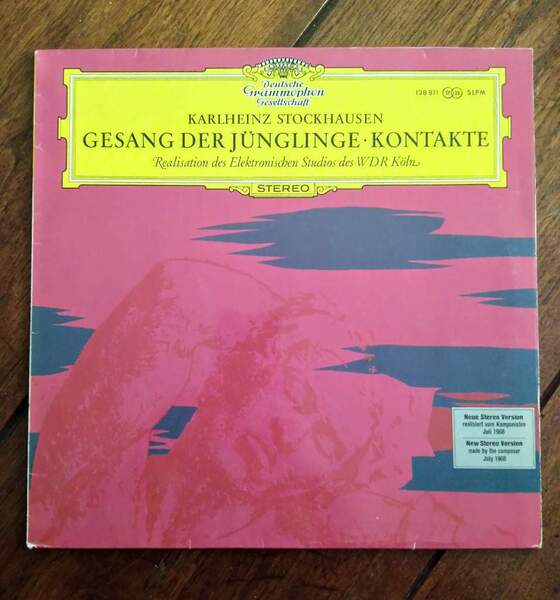 Deutsche
Grammophon
Gesellschaft
138 811 SLPM
KARLHEINZ STOCKHAUSEN
GESANG DER JÜNGLINGE · KONTAKTE
Realisation des Elektronischen Studios des WDR Köln
STEREO
Neue Stereo Version
realisiert vom Komponisten
Juli 1968
New Stereo Version
made by the composer
July 1968